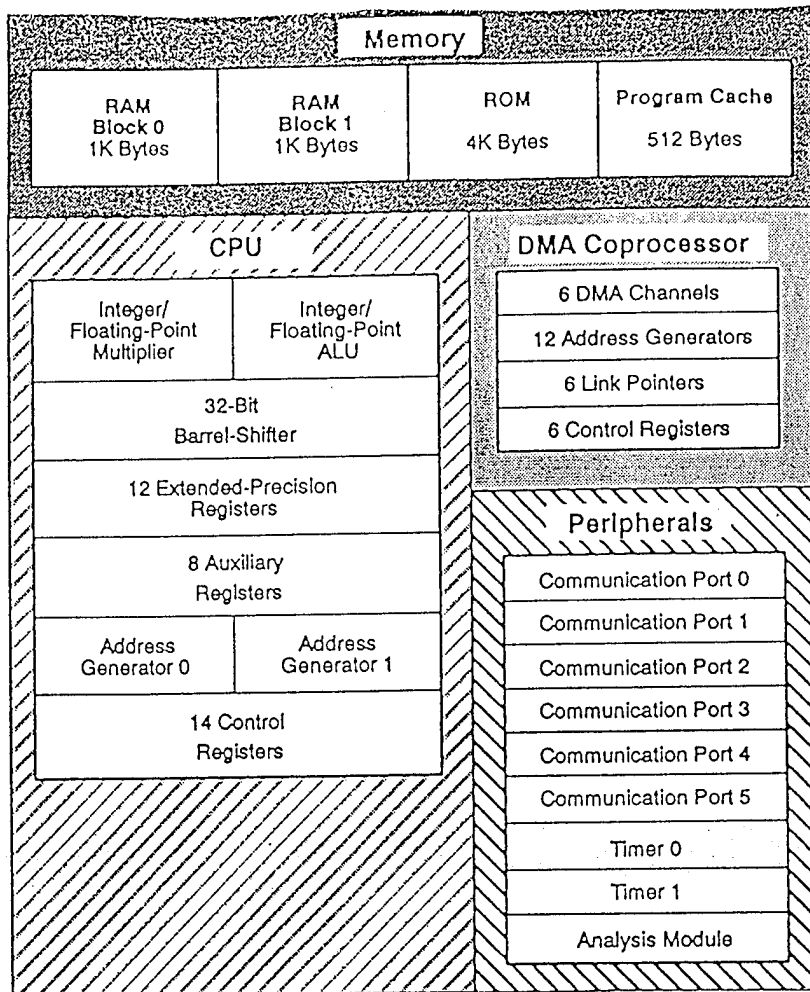 Memory
RAM
Block 0
1K Bytes
RAM
Block 1
1K Bytes
ROM
4K Bytes
Program Cache
512 Bytes
CPU
Integer/
Floating-Point
Multiplier
Integer/
Floating-Point
ALU
32-Bit
Barrel-Shifter
12 Extended-Precision
Registers
8 Auxiliary
Registers
Address
Generator 0
Address
Generator 1
14 Control
Registers
DMA Coprocessor
6 DMA Channels
12 Address Generators
6 Link Pointers
6 Control Registers
Peripherals
Communication Port 0
Communication Port 1
Communication Port 2
Communication Port 3
Communication Port 4
Communication Port 5
Timer 0
Timer 1
Analysis Module